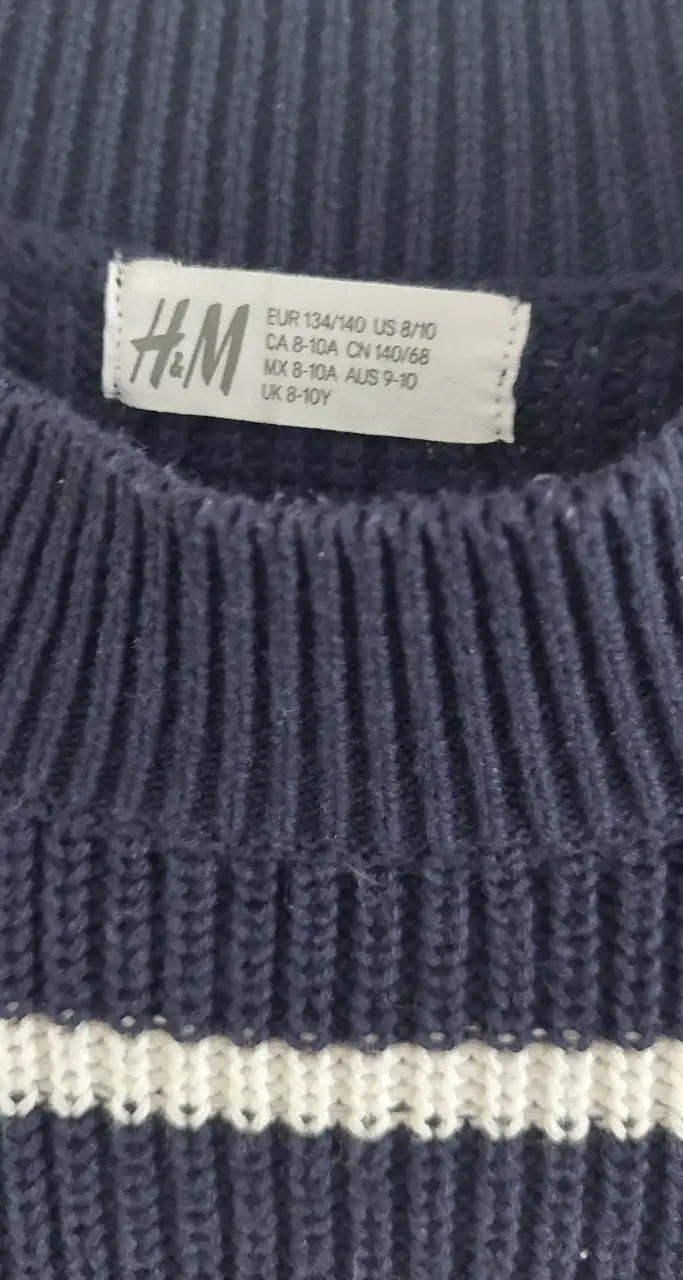 H&M
EUR 134/140 US 8/10
CA 8-10A CN 140/68
MX 8-10A AUS 9-10
UK 8-10Y